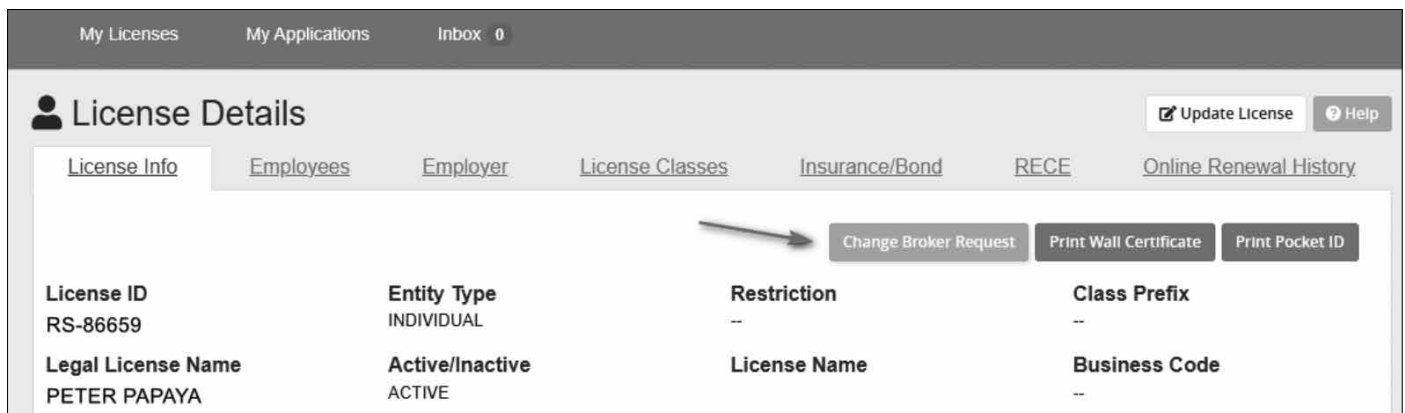 My Licenses My Applications Inbox 0
License Details
Update License Help
License Info Employees Employer License Classes Insurance/Bond RECE Online Renewal History
Change Broker Request Print Wall Certificate Print Pocket ID
License ID Entity Type Restriction Class Prefix
RS-86659 INDIVIDUAL -- --
Legal License Name Active/Inactive License Name Business Code
PETER PAPAYA ACTIVE --